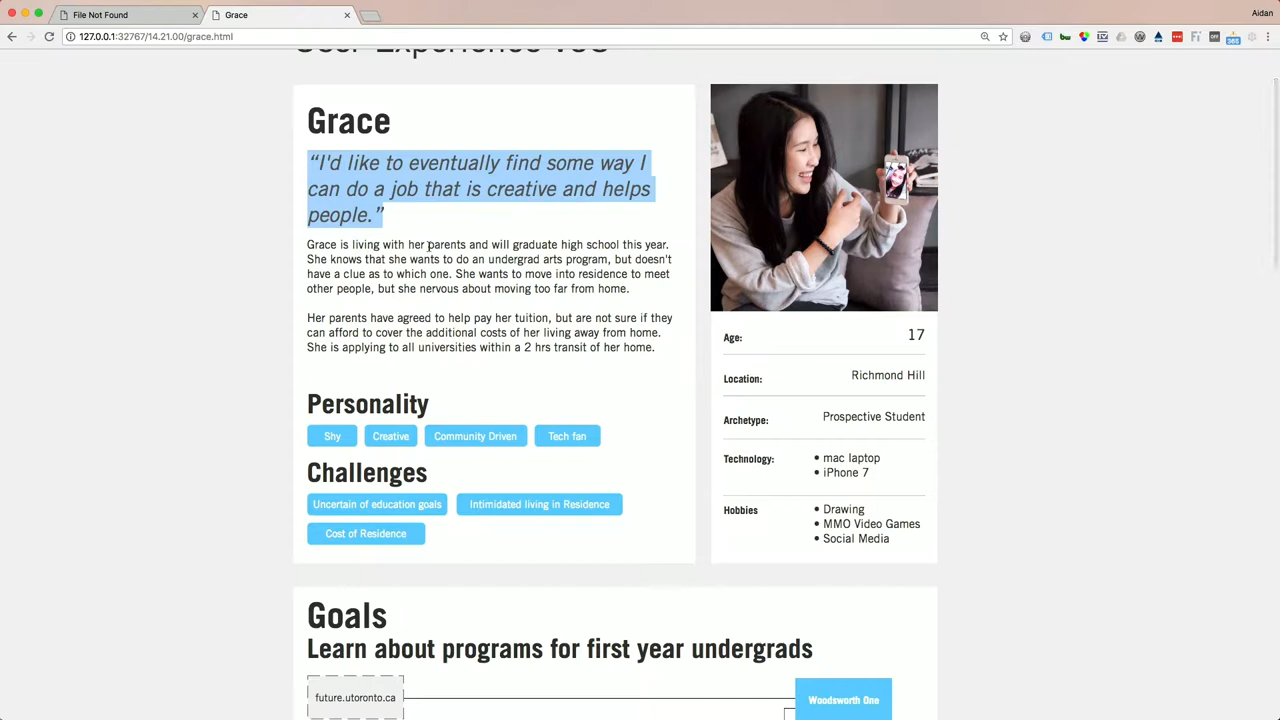 File Not Found
Grace
Aidan
127.0.0.1:32767/14.21.00/grace.html
User Experience
Grace
“I'd like to eventually find some way I
can do a job that is creative and helps
people.”
Grace is living with her parents and will graduate high school this year.
She knows that she wants to do an undergrad arts program, but doesn't
have a clue as to which one. She wants to move into residence to meet
other people, but she nervous about moving too far from home.
Her parents have agreed to help pay her tuition, but are not sure if they
can afford to cover the additional costs of her living away from home.
She is applying to all universities within a 2 hrs transit of her home.
Personality
Shy Creative Community Driven Tech fan
Challenges
Uncertain of education goals Intimidated living in Residence
Cost of Residence
Age: 17
Location: Richmond Hill
Archetype: Prospective Student
Technology: • mac laptop
• iPhone 7
Hobbies • Drawing
• MMO Video Games
• Social Media
Goals
Learn about programs for first year undergrads
future.utoronto.ca
Woodsworth One